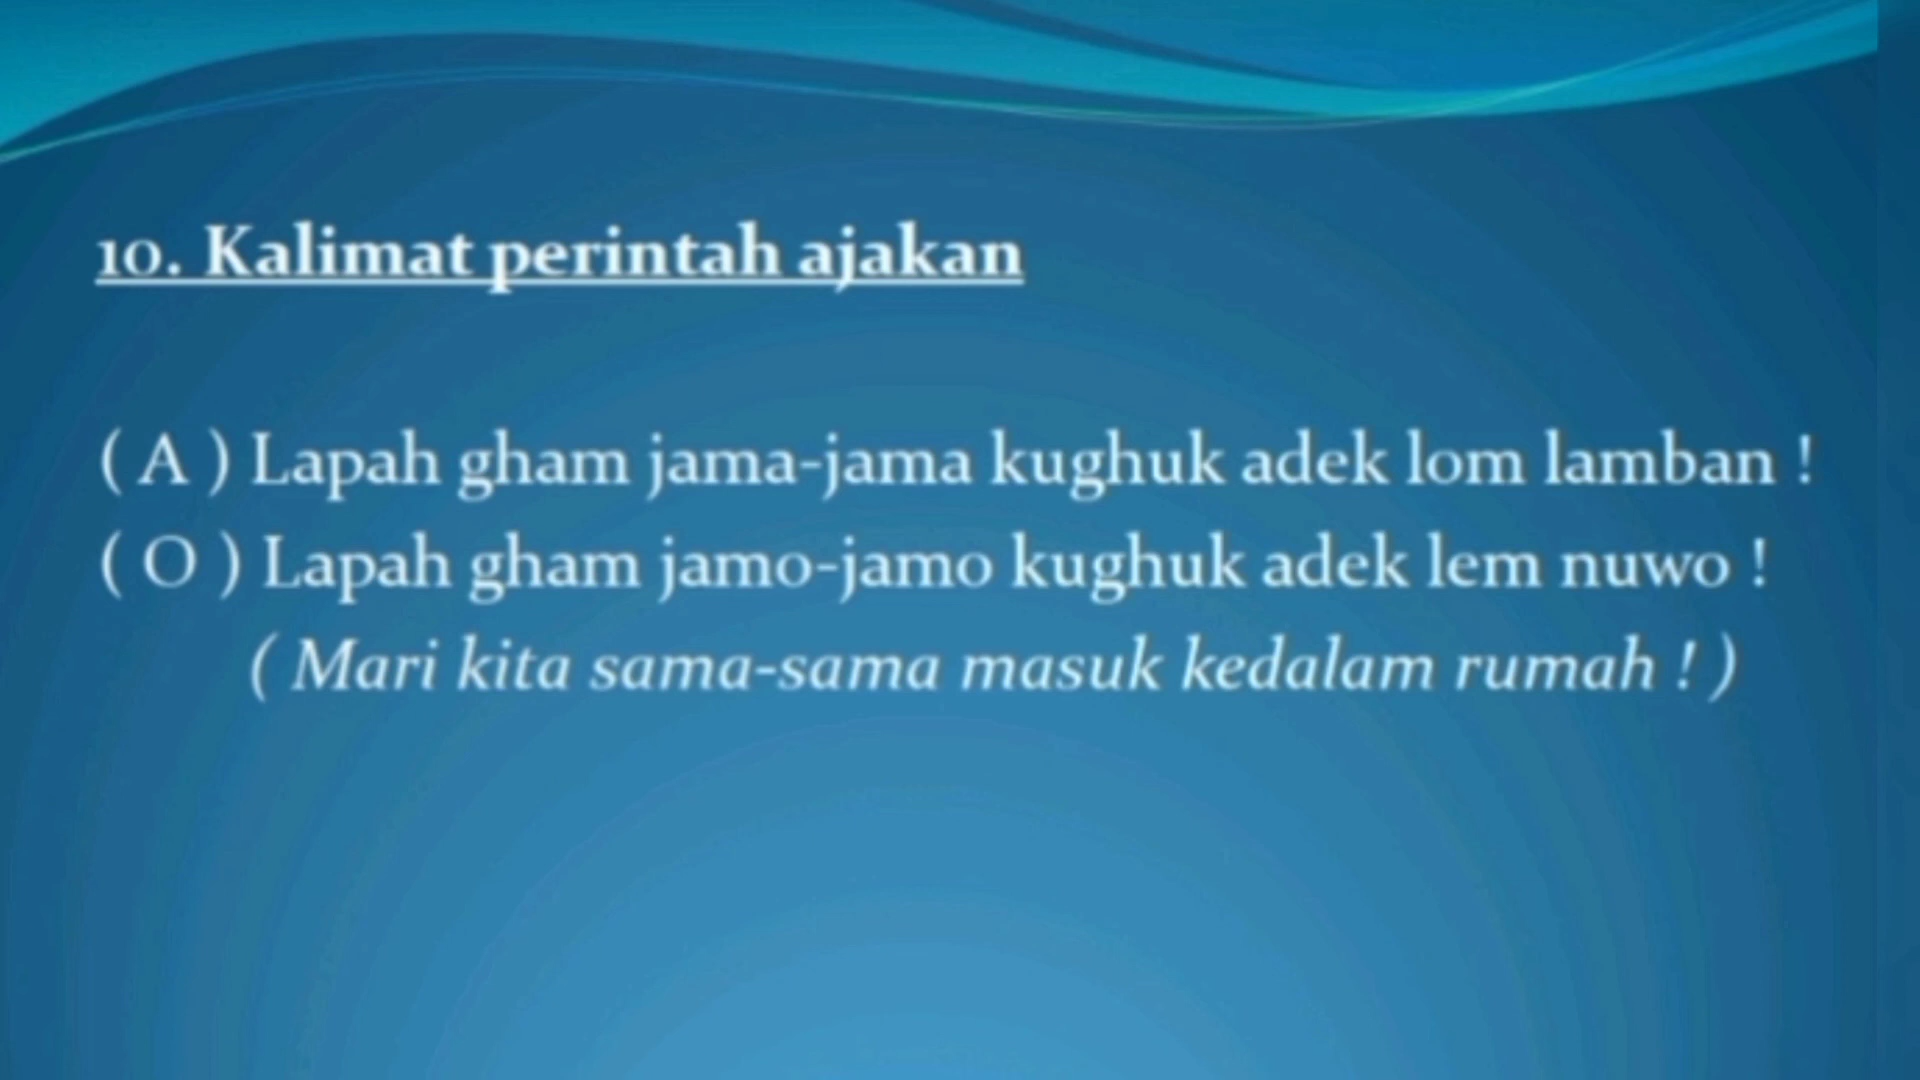 10. Kalimat perintah ajakan
( A ) Lapah gham jama-jama kughuk adek lom lamban !
( O ) Lapah gham jamo-jamo kughuk adek lem nuwo !
( Mari kita sama-sama masuk kedalam rumah ! )